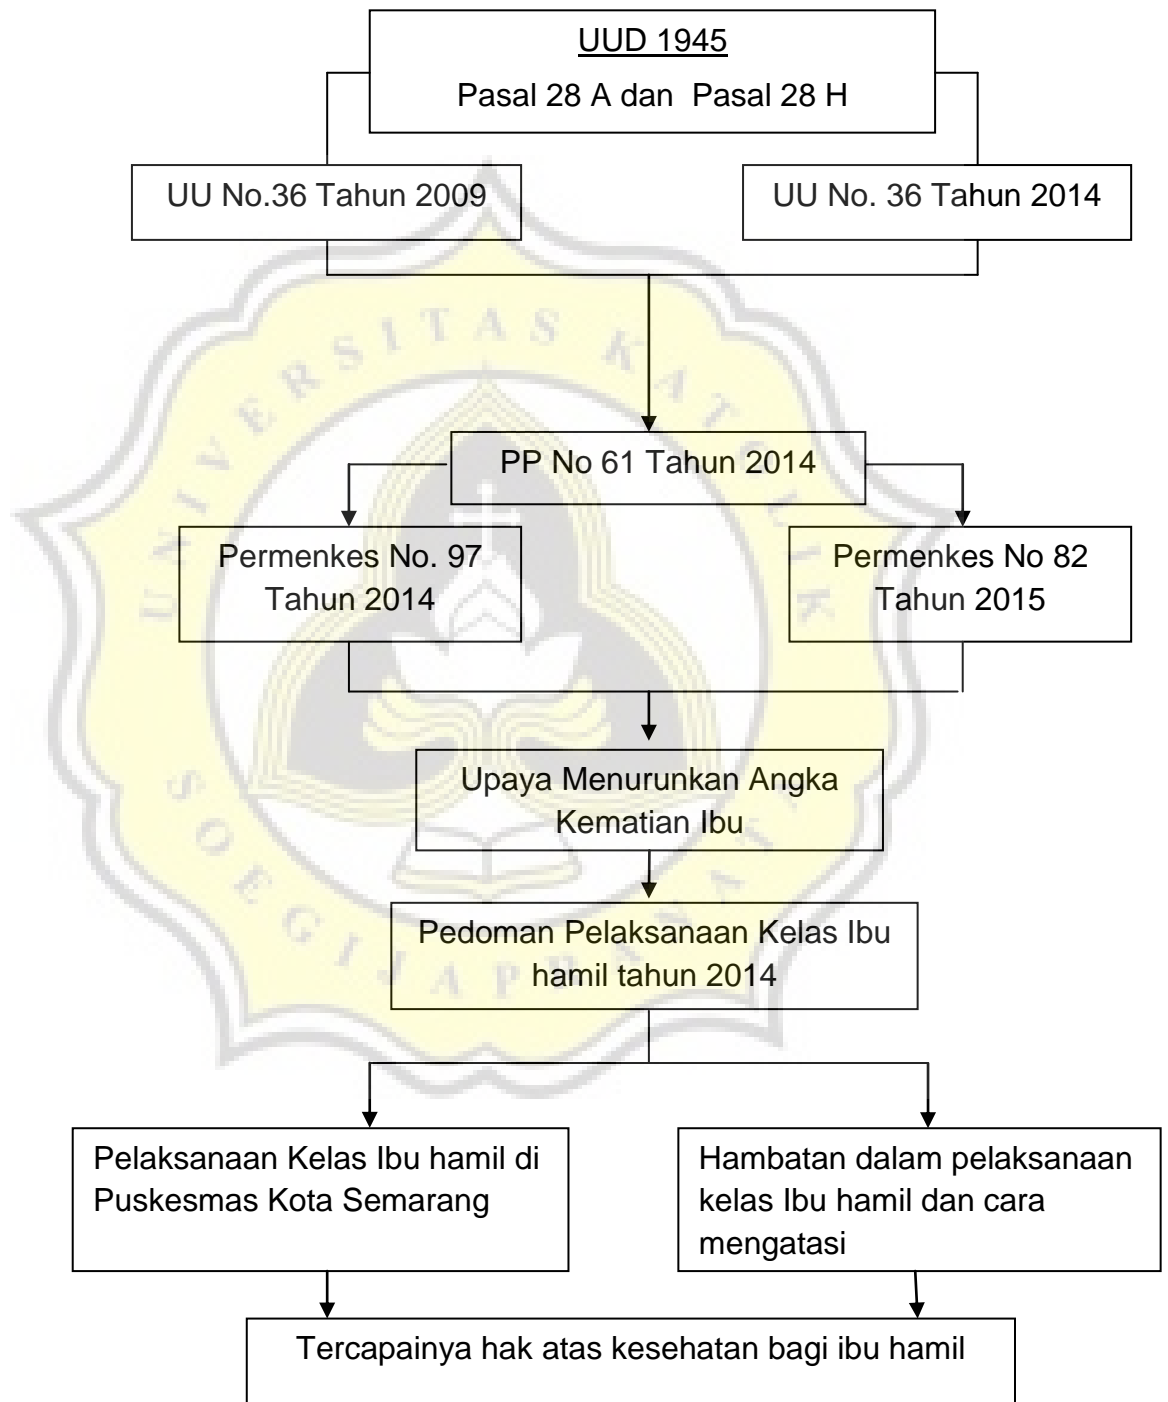 UUD 1945
Pasal 28 A dan Pasal 28 H
UU No.36 Tahun 2009
UU No. 36 Tahun 2014
PP No 61 Tahun 2014
Permenkes No. 97
Tahun 2014
Permenkes No 82
Tahun 2015
Upaya Menurunkan Angka
Kematian Ibu
Pedoman Pelaksanaan Kelas Ibu
hamil tahun 2014
Pelaksanaan Kelas Ibu hamil di
Puskesmas Kota Semarang
Hambatan dalam pelaksanaan
kelas Ibu hamil dan cara
mengatasi
Tercapainya hak atas kesehatan bagi ibu hamil
UNIVERSITAS KATOLIK
SOEGIJAPRANATA